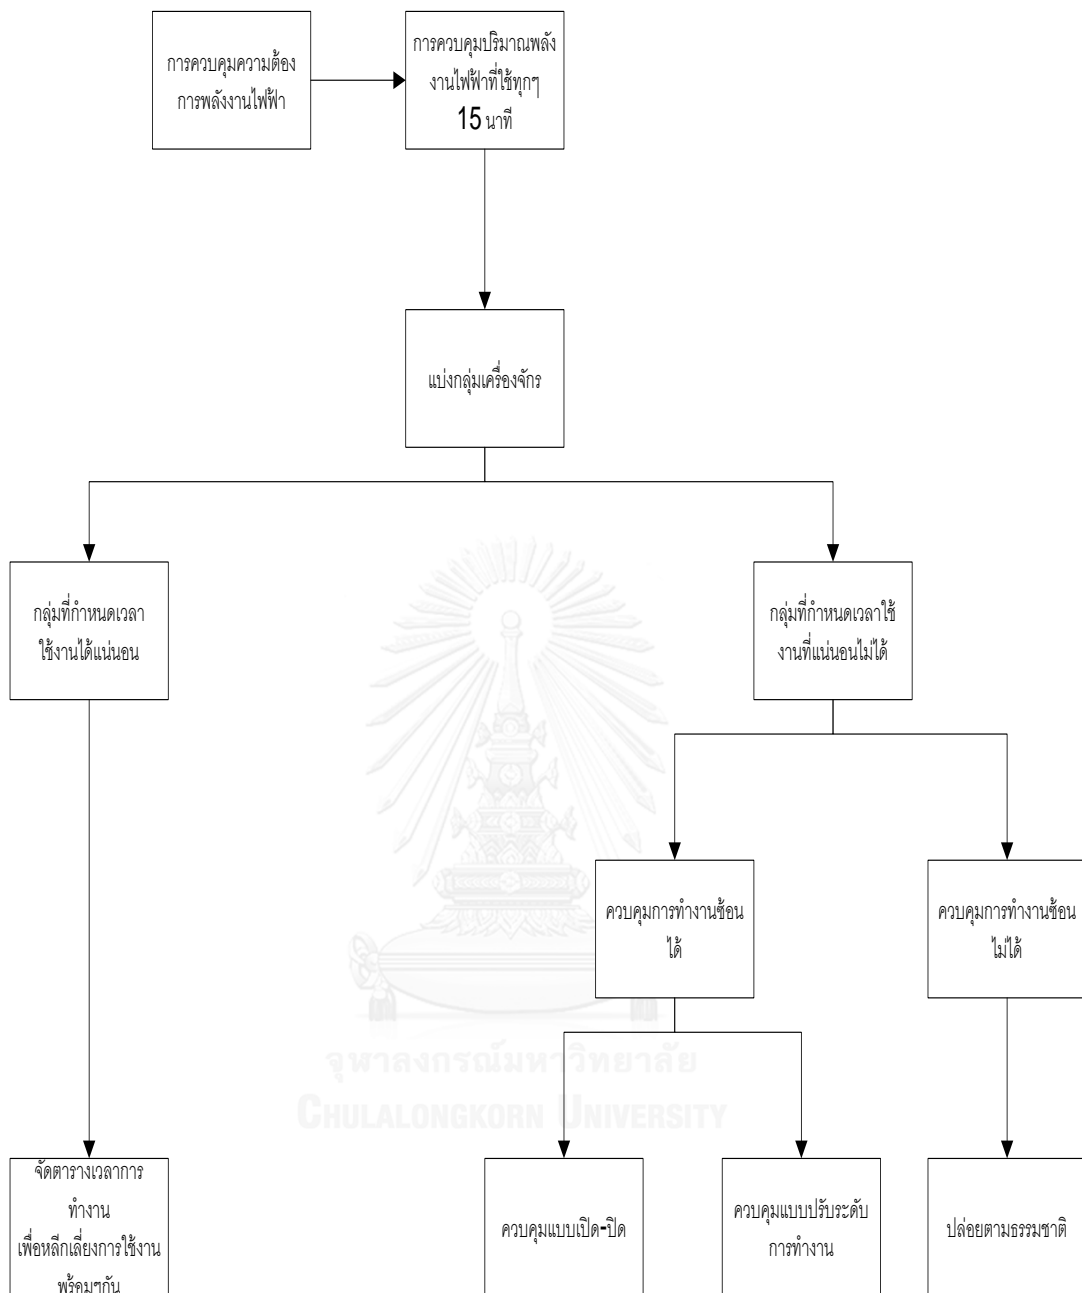 การควบคุมความต้อง
การพลังงานไฟฟ้า
การควบคุมปริมาณพลัง
งานไฟฟ้าที่ใช้ทุกๆ
15 นาที
แบ่งกลุ่มเครื่องจักร
กลุ่มที่กำหนดเวลา
ใช้งานได้แน่นอน
กลุ่มที่กำหนดเวลาใช้
งานที่แน่นอนไม่ได้
ควบคุมการทำงานซ้อน
ได้
ควบคุมการทำงานซ้อน
ไม่ได้
จุฬาลงกรณ์มหาวิทยาลัย
CHULALONGKORN UNIVERSITY
จัดตารางเวลาการ
ทำงาน
เพื่อหลีกเลี่ยงการใช้งาน
พร้อมๆกัน
ควบคุมแบบเปิด-ปิด
ควบคุมแบบปรับระดับ
การทำงาน
ปล่อยตามธรรมชาติ